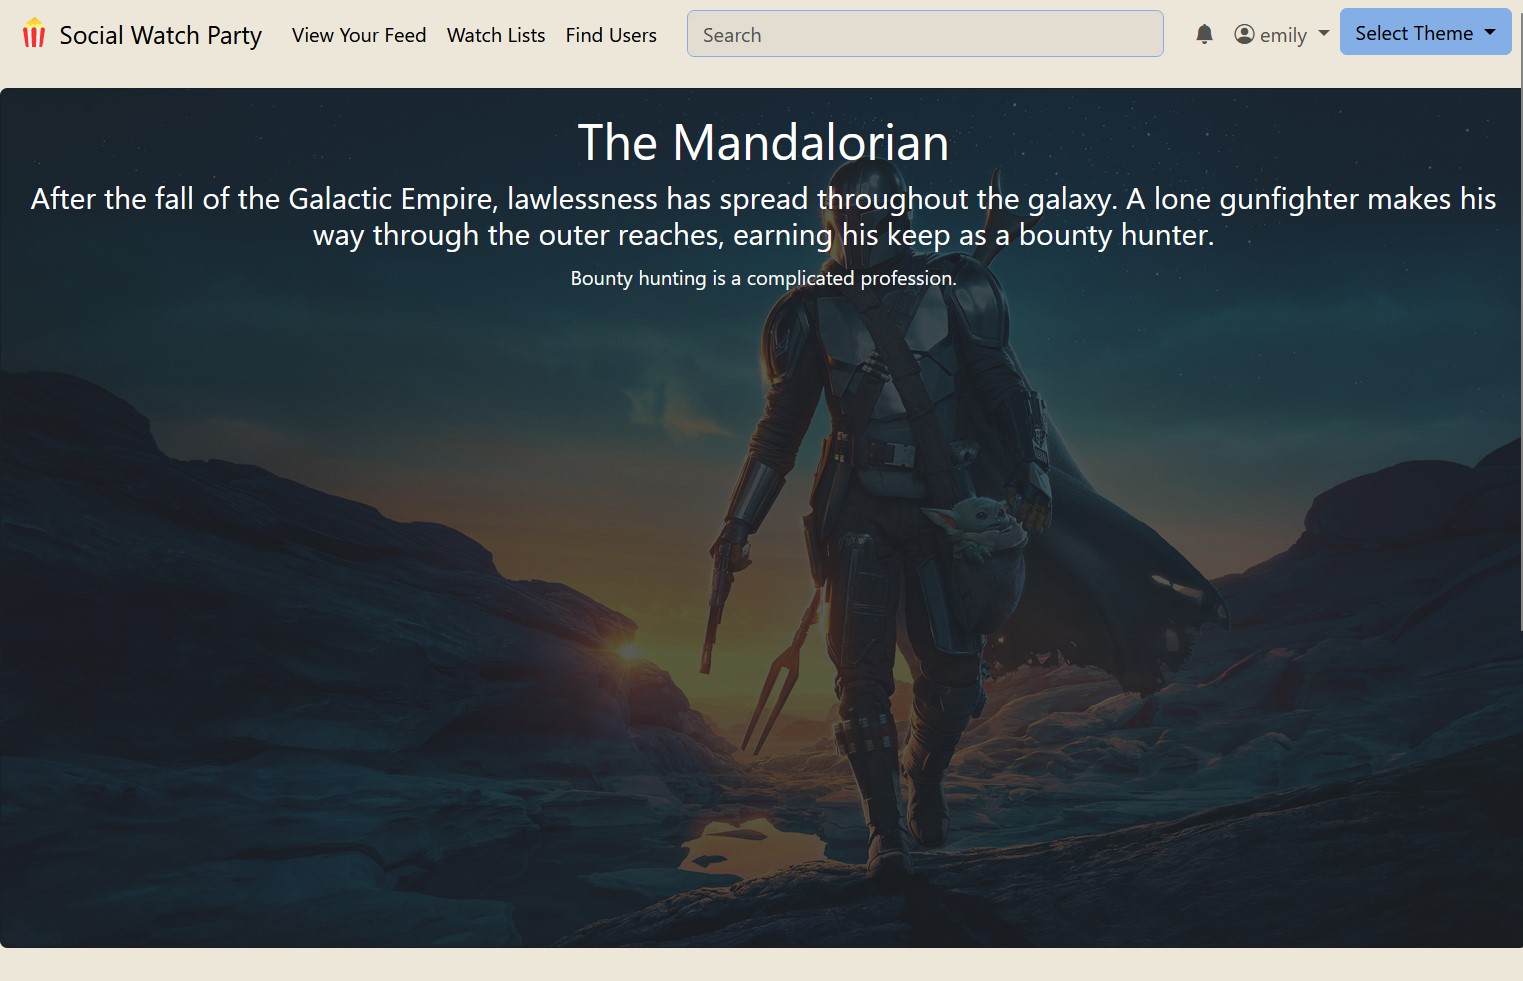 Social Watch Party View Your Feed Watch Lists Find Users Search emily Select Theme
The Mandalorian
After the fall of the Galactic Empire, lawlessness has spread throughout the galaxy. A lone gunfighter makes his
way through the outer reaches, earning his keep as a bounty hunter.
Bounty hunting is a complicated profession.